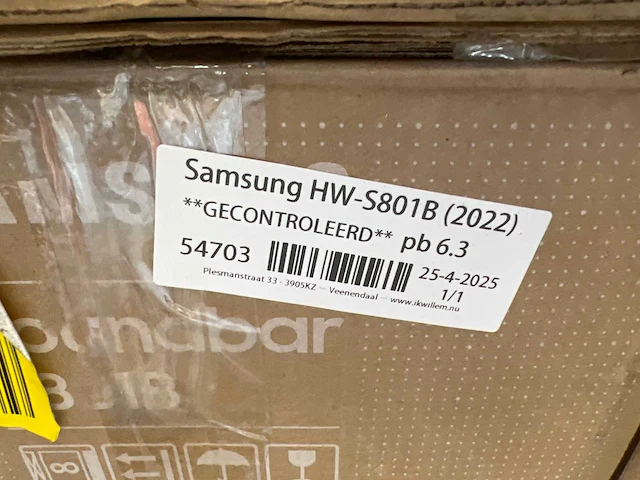 Samsung HW-S801B (2022)
**GECONTROLEERD** pb 6.3
54703
25-4-2025
1/1
Plesmanstraat 33 - 3905KZ — Veenendaal — www.ikwillem.nu
oundbar